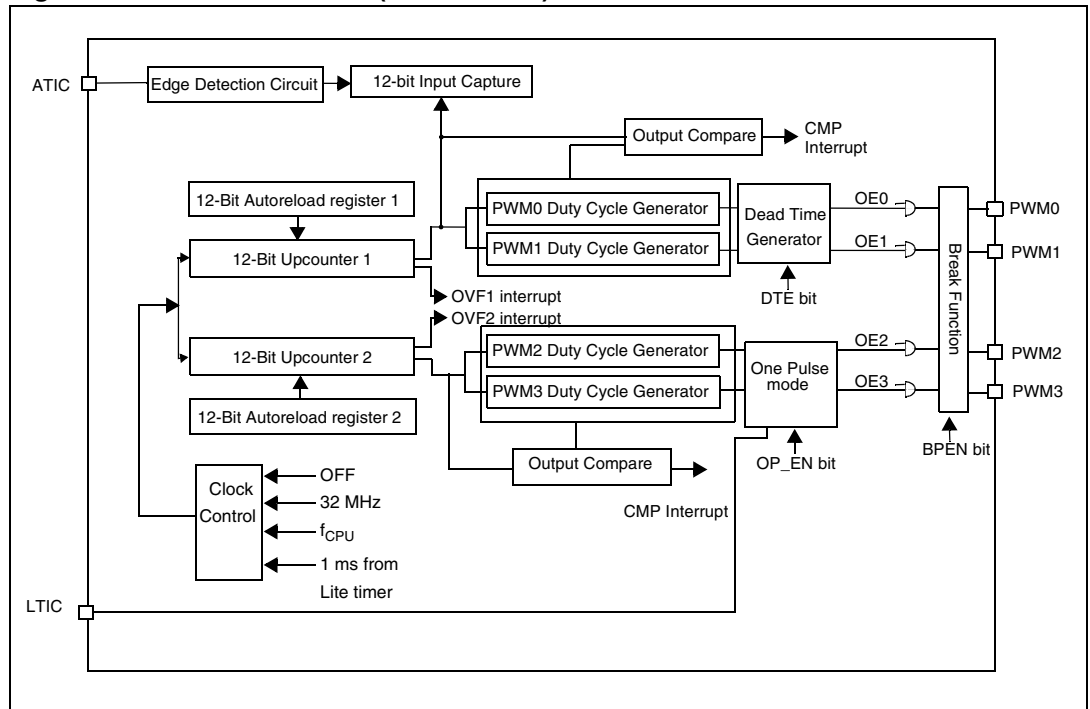 ATIC
Edge Detection Circuit
12-bit Input Capture
Output Compare
CMP
Interrupt
12-Bit Autoreload register 1
PWM0 Duty Cycle Generator
PWM1 Duty Cycle Generator
Dead Time
Generator
OE0
OE1
PWM0
PWM1
12-Bit Upcounter 1
DTE bit
OVF1 interrupt
OVF2 interrupt
Break Function
12-Bit Upcounter 2
PWM2 Duty Cycle Generator
PWM3 Duty Cycle Generator
One Pulse
mode
OE2
OE3
PWM2
PWM3
12-Bit Autoreload register 2
BPEN bit
OP_EN bit
Output Compare
CMP Interrupt
Clock
Control
OFF
32 MHz
fCPU
1 ms from
Lite timer
LTIC